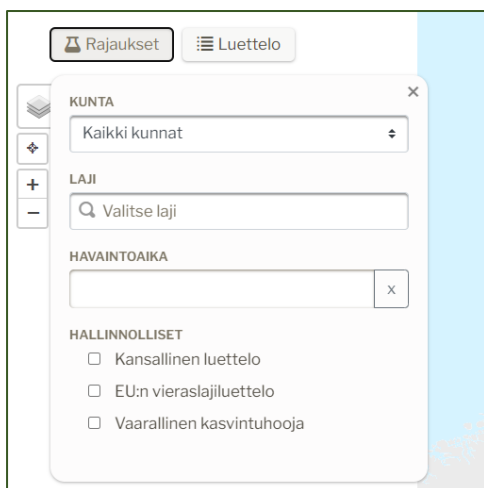 Rajaukset Luettelo
×
KUNTA
Kaikki kunnat
LAJI
Valitse laji
HAVAINTOAIKA
x
HALLINNOLLISET
Kansallinen luettelo
EU:n vieraslajiluettelo
Vaarallinen kasvintuhooja
+
−